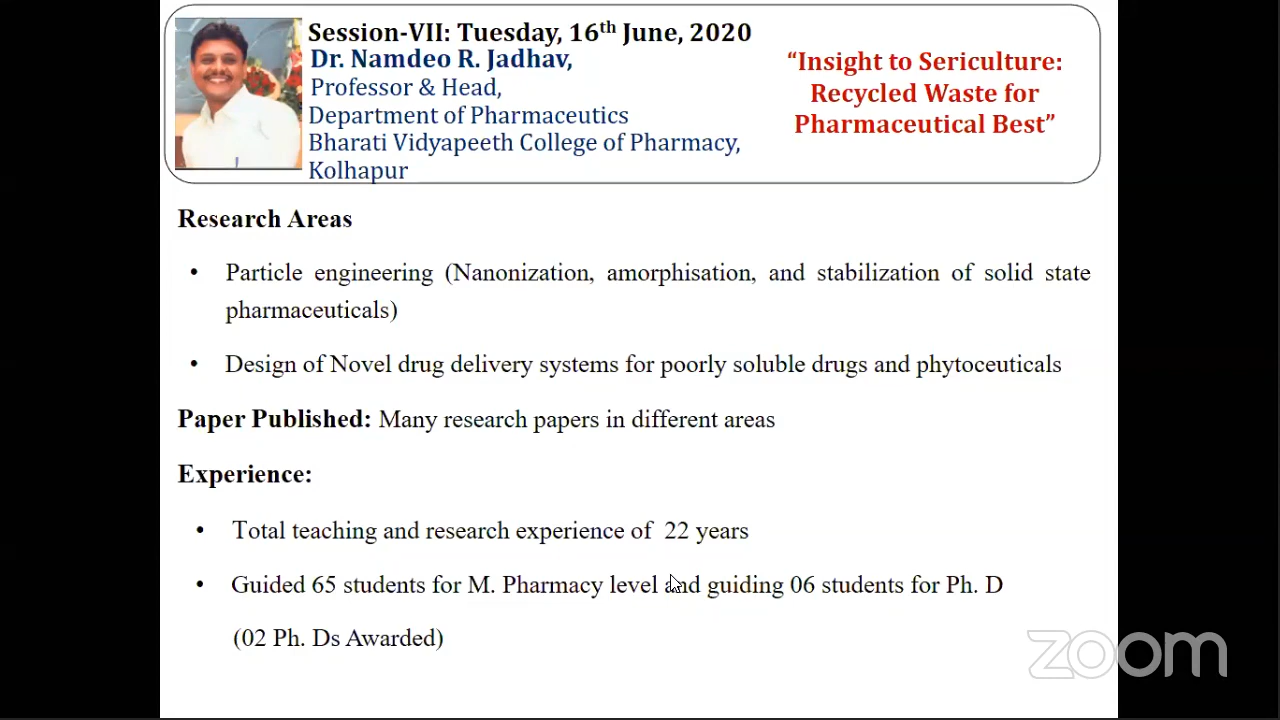 Session-VII: Tuesday, 16th June, 2020
Dr. Namdeo R. Jadhav,
Professor & Head,
Department of Pharmaceutics
Bharati Vidyapeeth College of Pharmacy,
Kolhapur
“Insight to Sericulture:
Recycled Waste for
Pharmaceutical Best”
Research Areas
• Particle engineering (Nanonization, amorphisation, and stabilization of solid state
pharmaceuticals)
• Design of Novel drug delivery systems for poorly soluble drugs and phytoceuticals
Paper Published: Many research papers in different areas
Experience:
• Total teaching and research experience of 22 years
• Guided 65 students for M. Pharmacy level and guiding 06 students for Ph. D
(02 Ph. Ds Awarded)
zoom